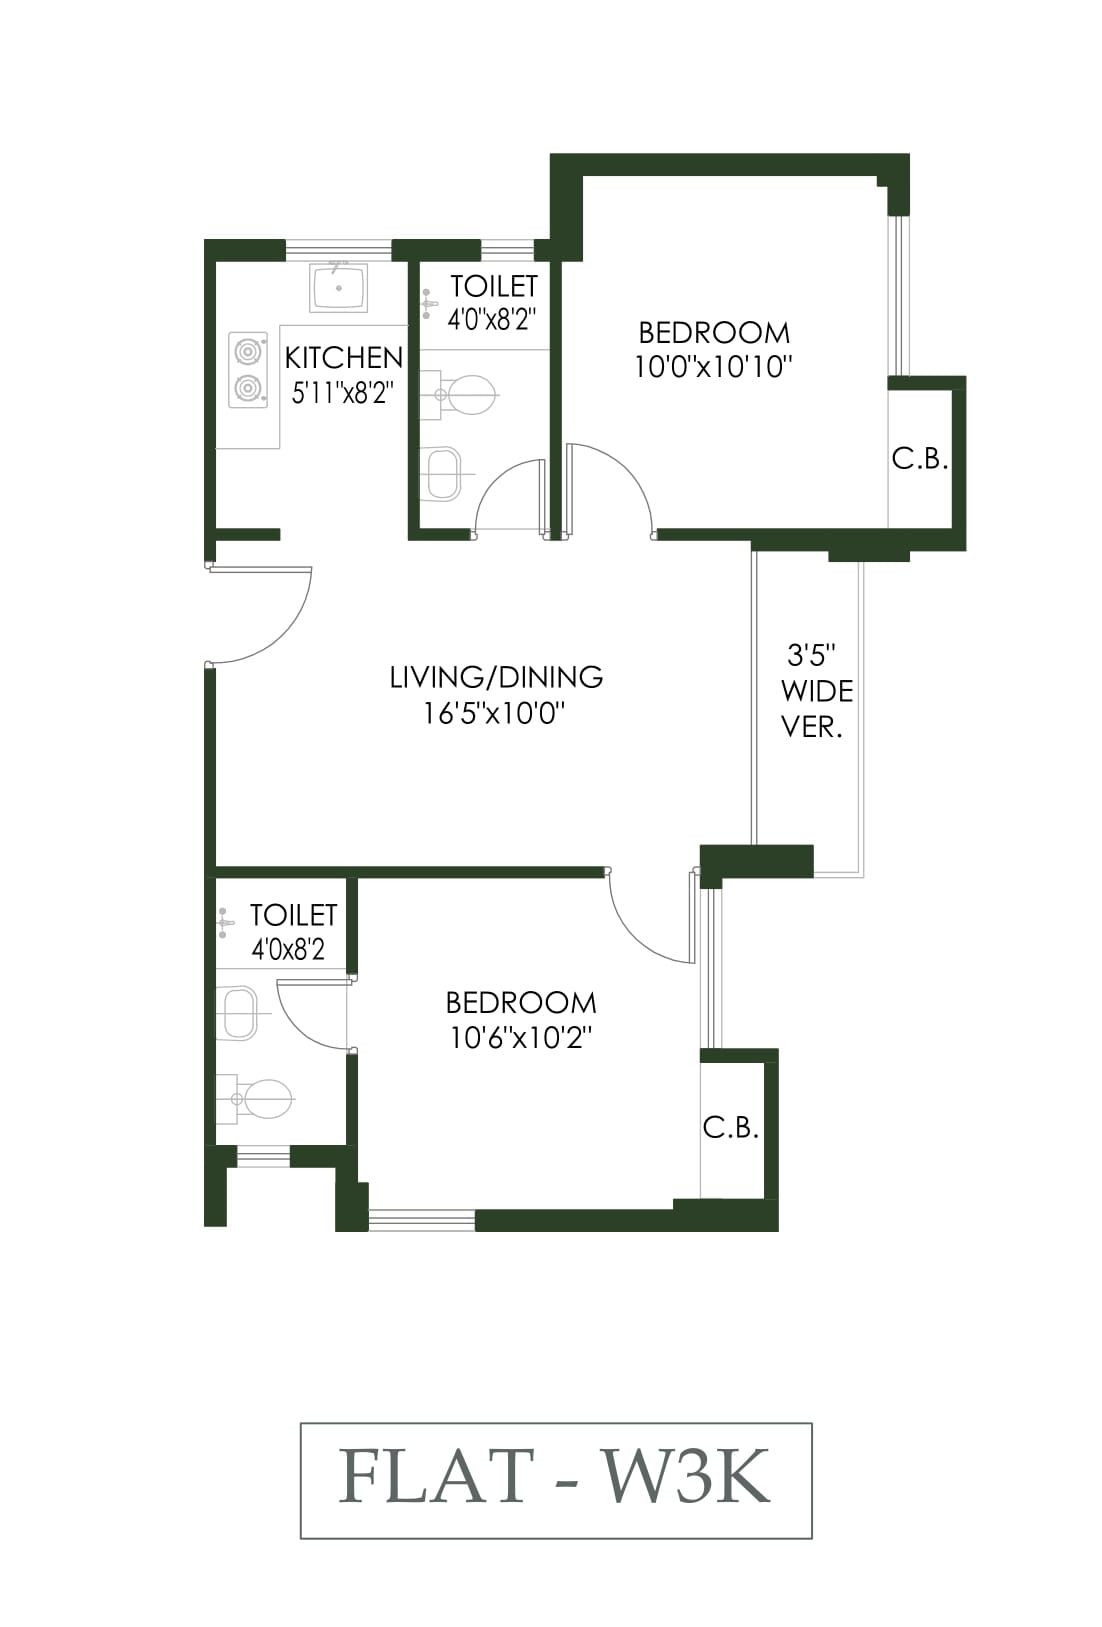 TOILET
4'0"x8'2"
BEDROOM
10'0"x10'10"
KITCHEN
5'11"x8'2"
C.B.
LIVING/DINING
16'5"x10'0"
3'5"
WIDE
VER.
TOILET
4'0x8'2
BEDROOM
10'6"x10'2"
C.B.
FLAT - W3K